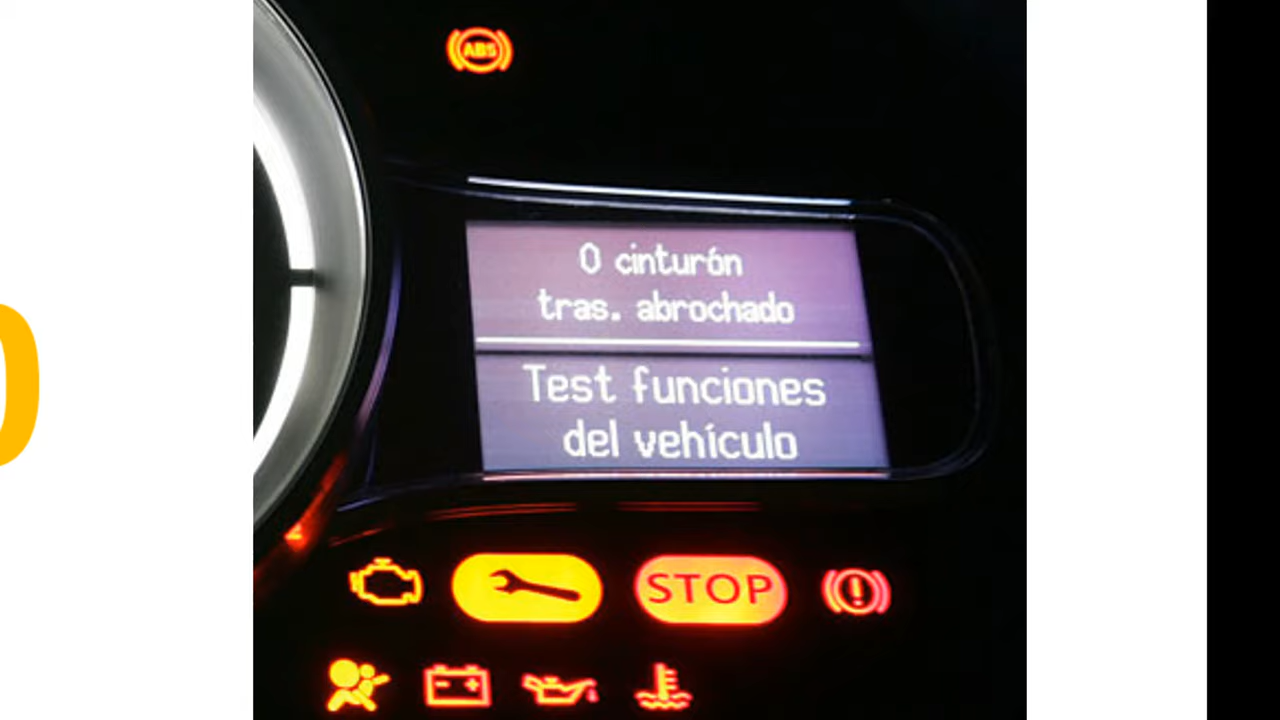 ABS
0 cinturón
tras. abrochado
Test funciones
del vehículo
STOP